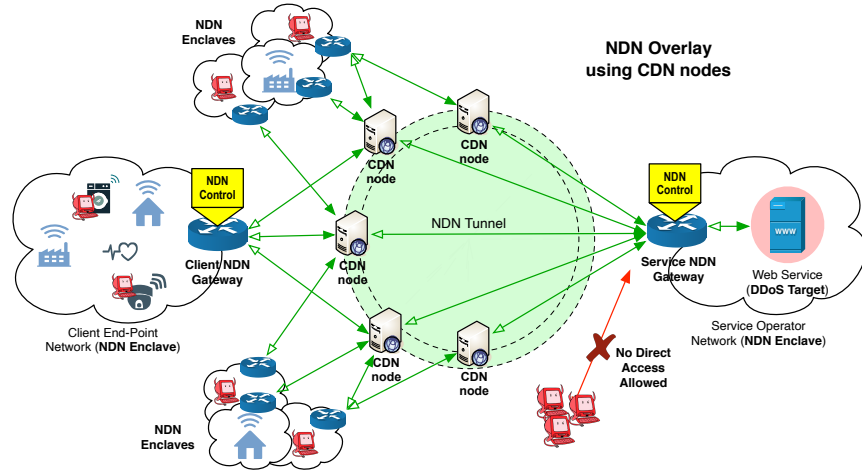 NDN
Enclaves
NDN Overlay
using CDN nodes
CDN
node
CDN
node
NDN
Control
NDN
Control
NDN Tunnel
WWW
Client NDN
Gateway
CDN
node
Service NDN
Gateway
Web Service
(DDoS Target)
Client End-Point
Network (NDN Enclave)
Service Operator
Network (NDN Enclave)
CDN
node
CDN
node
No Direct
Access
Allowed
NDN
Enclaves